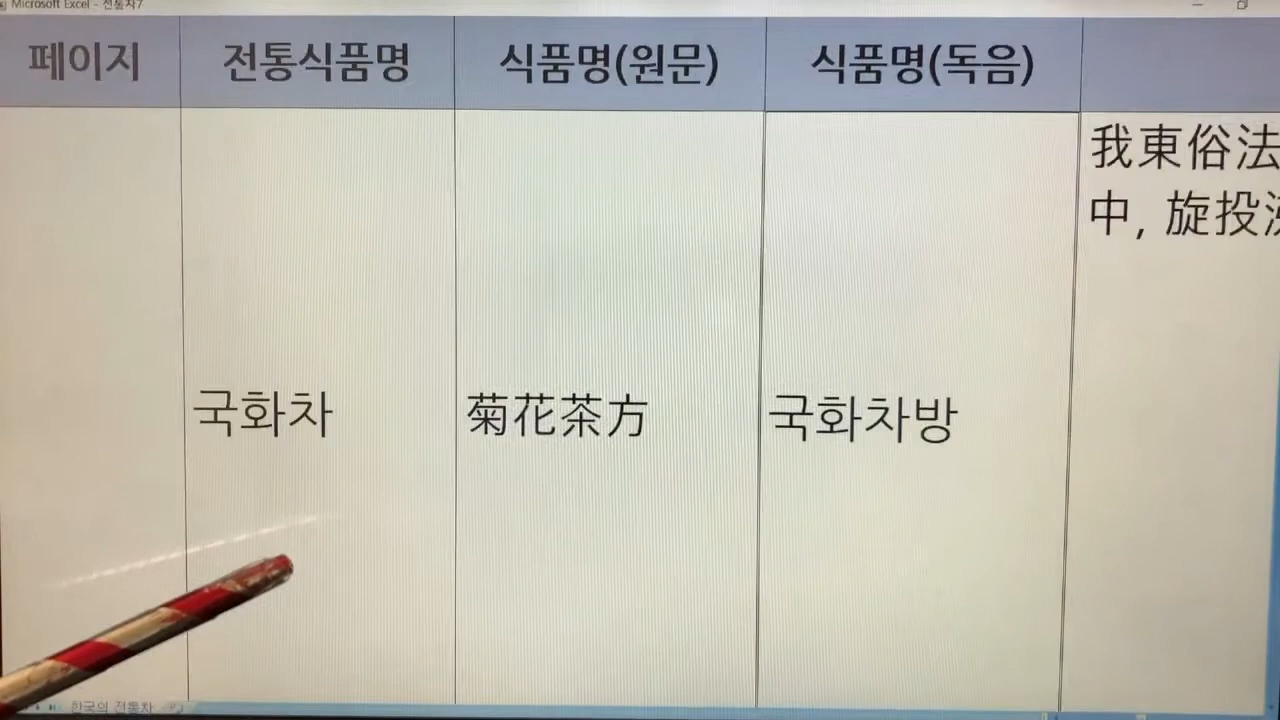 Microsoft Excel - 전통차7
페이지 전통식품명 식품명(원문) 식품명(독음)
我東俗法
中, 旋投
국화차 菊花茶方 국화차방
한국의 전통차